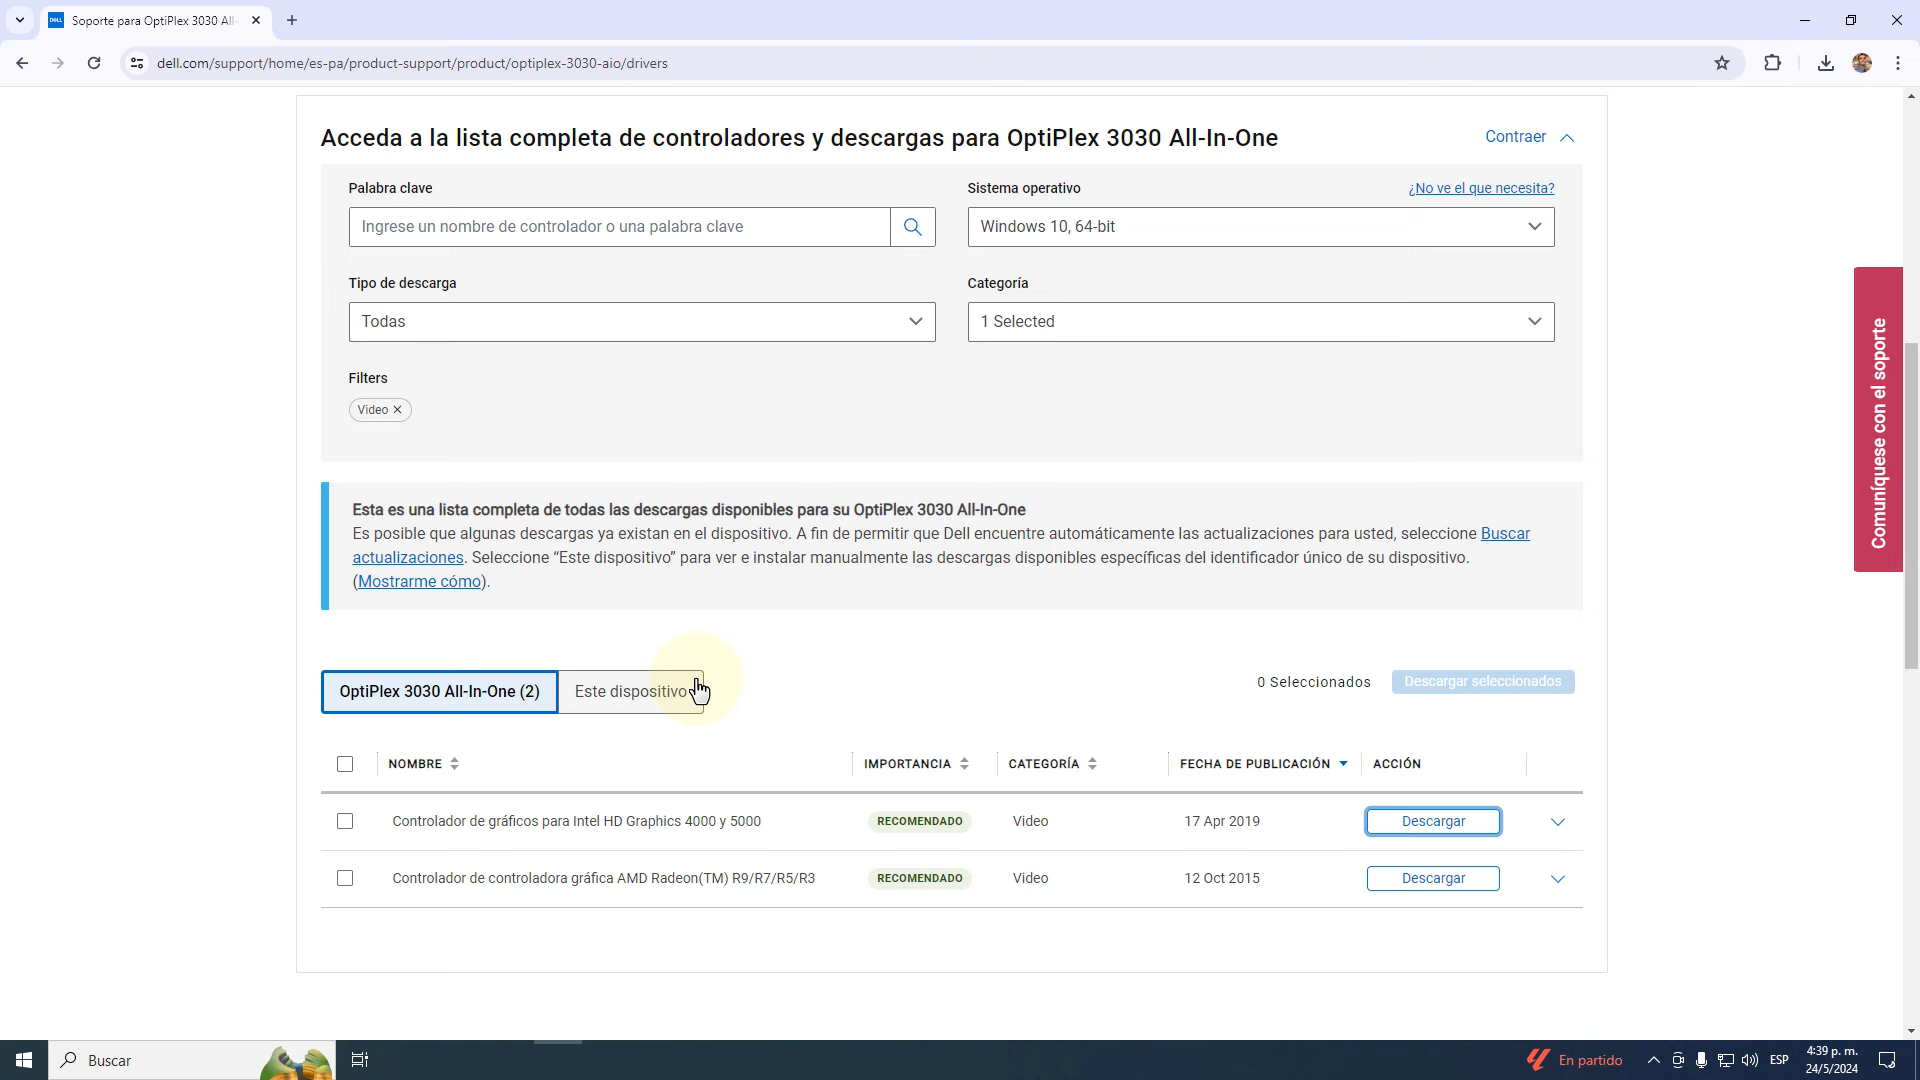 Soporte para OptiPlex 3030 All-
dell.com/support/home/es-pa/product-support/product/optiplex-3030-aio/drivers
Acceda a la lista completa de controladores y descargas para OptiPlex 3030 All-In-One
Contraer
Palabra clave
Sistema operativo
¿No ve el que necesita?
Ingrese un nombre de controlador o una palabra clave
Windows 10, 64-bit
Tipo de descarga
Categoría
Todas
1 Selected
Filters
Video
Esta es una lista completa de todas las descargas disponibles para su OptiPlex 3030 All-In-One
Es posible que algunas descargas ya existan en el dispositivo. A fin de permitir que Dell encuentre automáticamente las actualizaciones para usted, seleccione Buscar
actualizaciones. Seleccione “Este dispositivo” para ver e instalar manualmente las descargas disponibles específicas del identificador único de su dispositivo.
(Mostrarme cómo).
Comuníquese con el soporte
OptiPlex 3030 All-In-One (2)
Este dispositivo
0 Seleccionados
Descargar seleccionados
NOMBRE
IMPORTANCIA
CATEGORÍA
FECHA DE PUBLICACIÓN
ACCIÓN
Controlador de gráficos para Intel HD Graphics 4000 y 5000
RECOMENDADO
Video
17 Apr 2019
Descargar
Controlador de controladora gráfica AMD Radeon(TM) R9/R7/R5/R3
RECOMENDADO
Video
12 Oct 2015
Descargar
Buscar
En partido
ESP
4:39 p. m.
24/5/2024